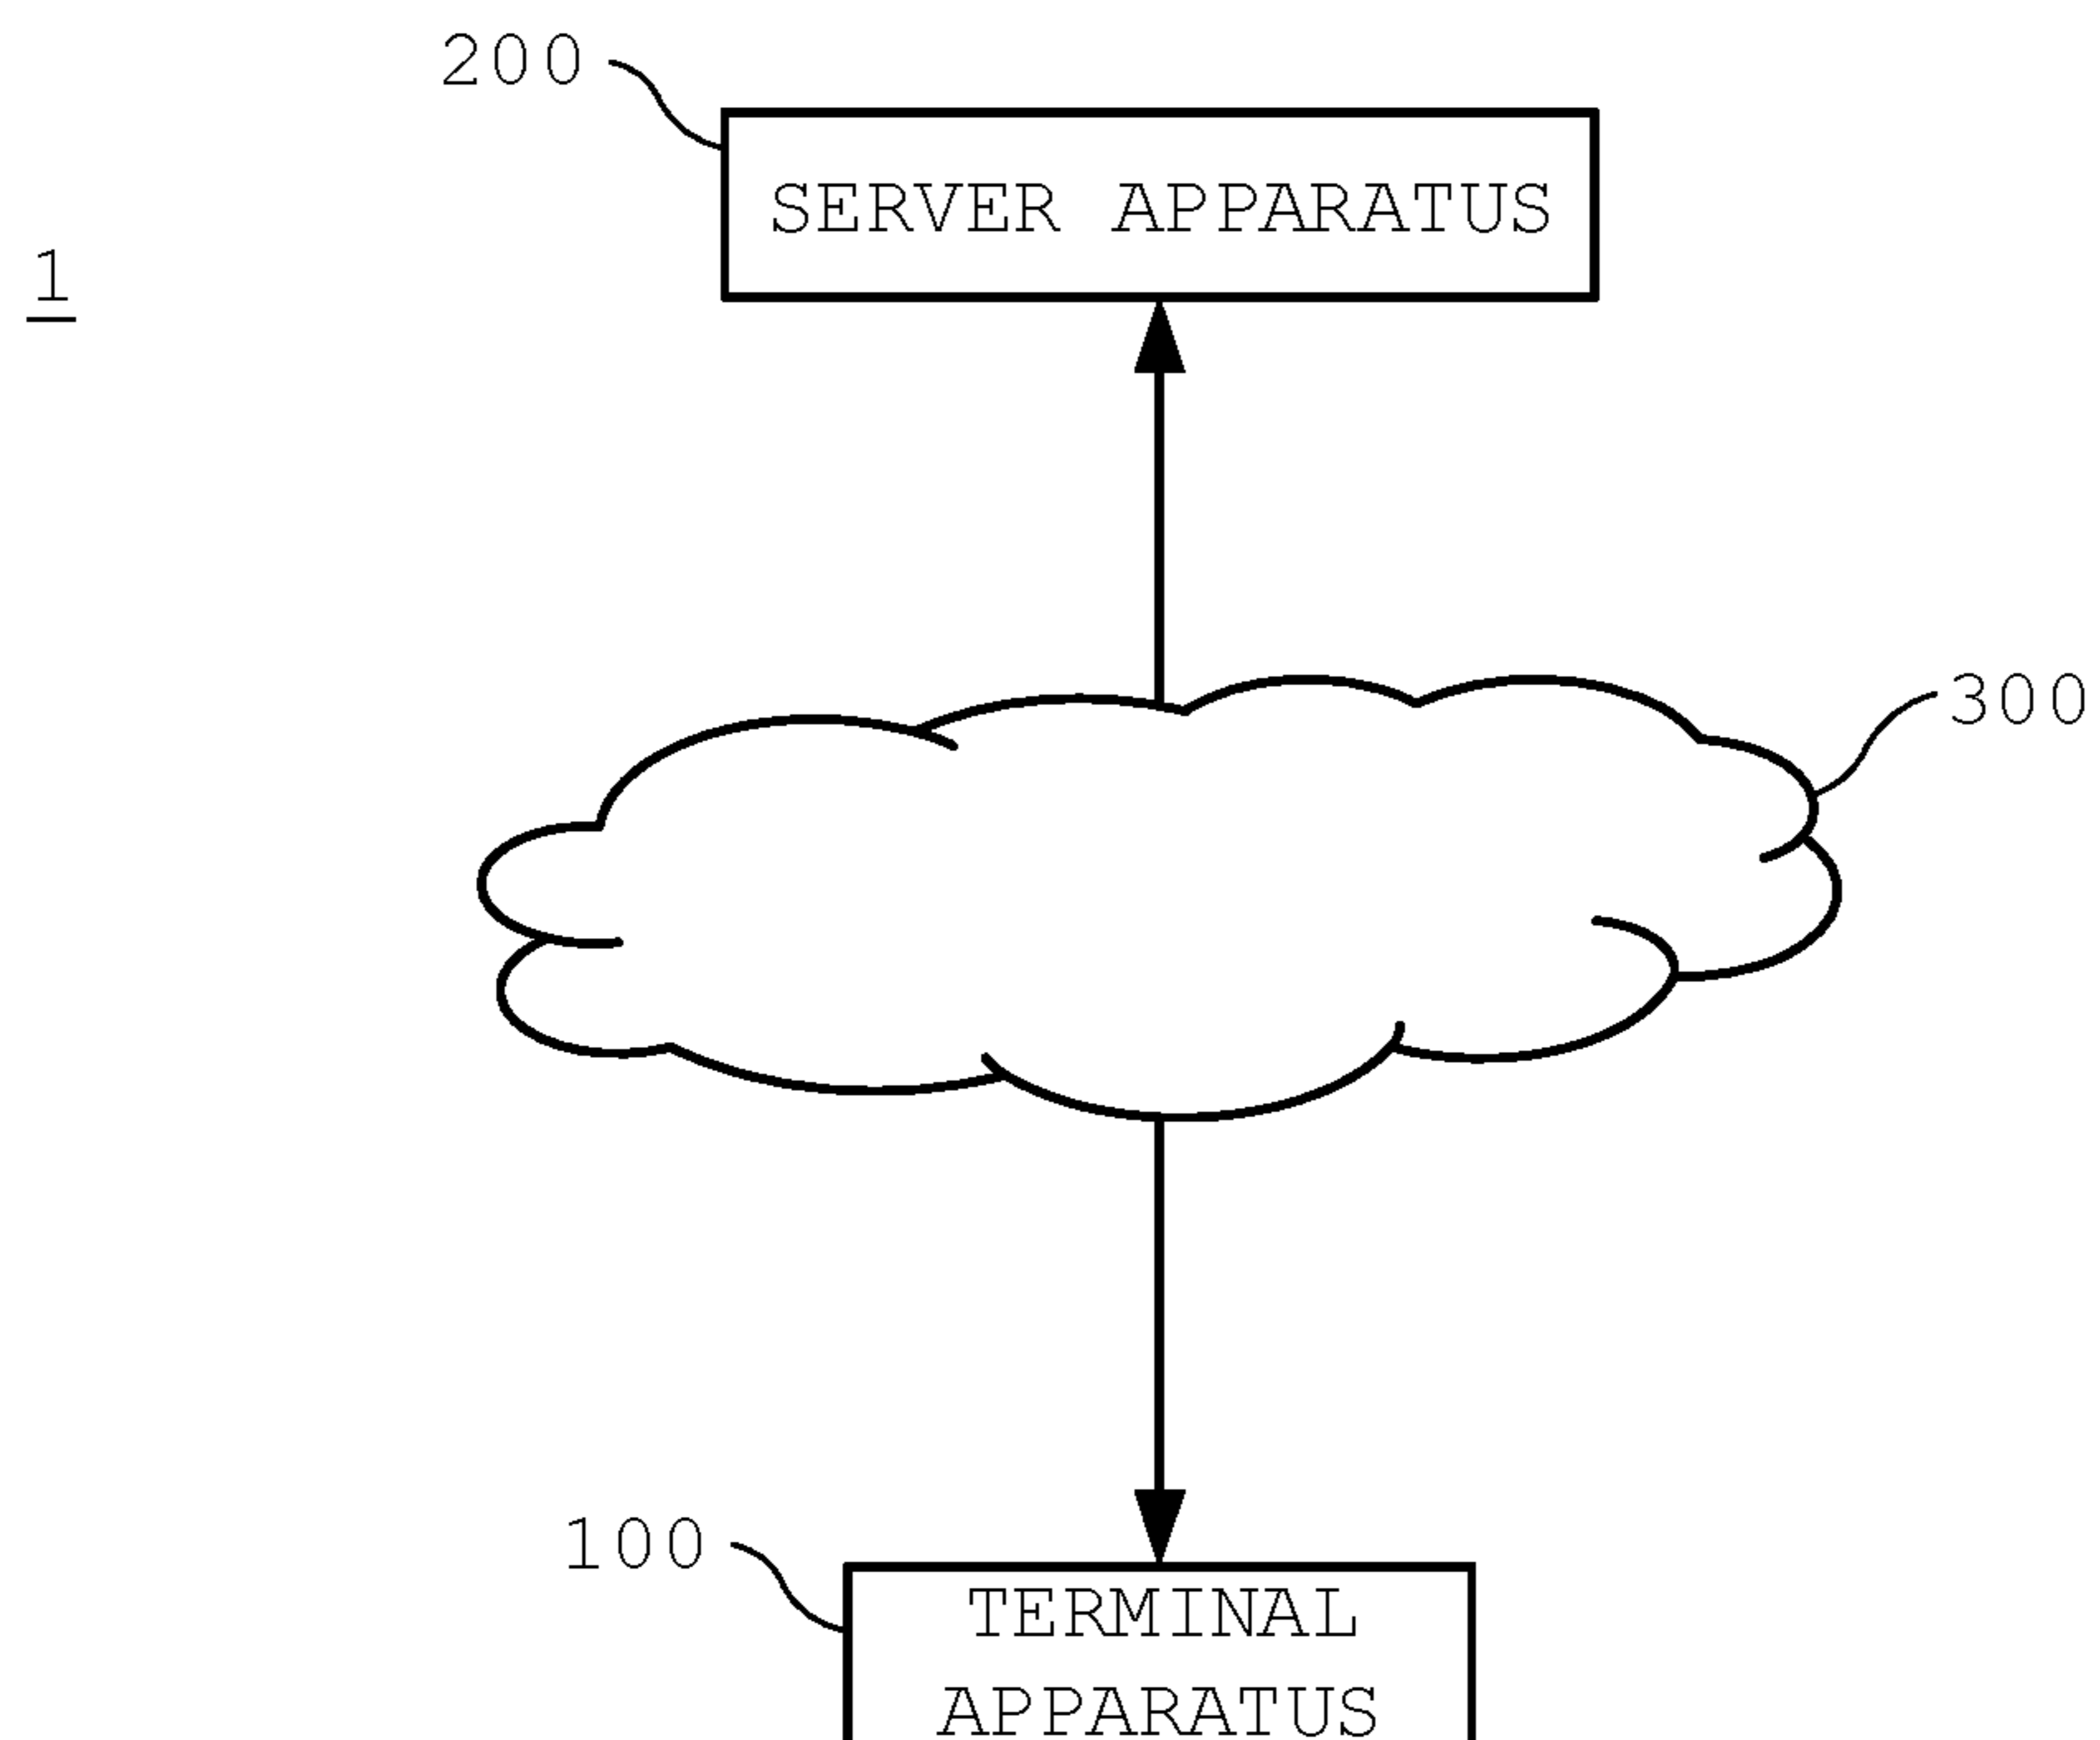 200
SERVER APPARATUS
1
300
100
TERMINAL
APPARATUS